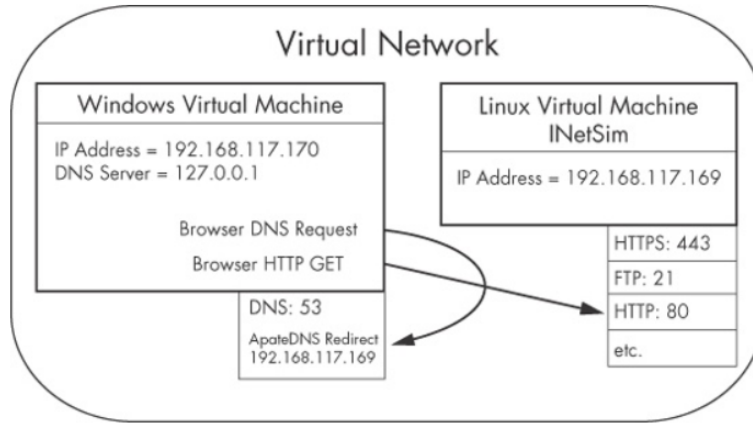 Virtual Network
Windows Virtual Machine
IP Address = 192.168.117.170
DNS Server = 127.0.0.1
Browser DNS Request
Browser HTTP GET
DNS: 53
ApateDNS Redirect
192.168.117.169
Linux Virtual Machine
INetSim
IP Address = 192.168.117.169
HTTPS: 443
FTP: 21
HTTP: 80
etc.